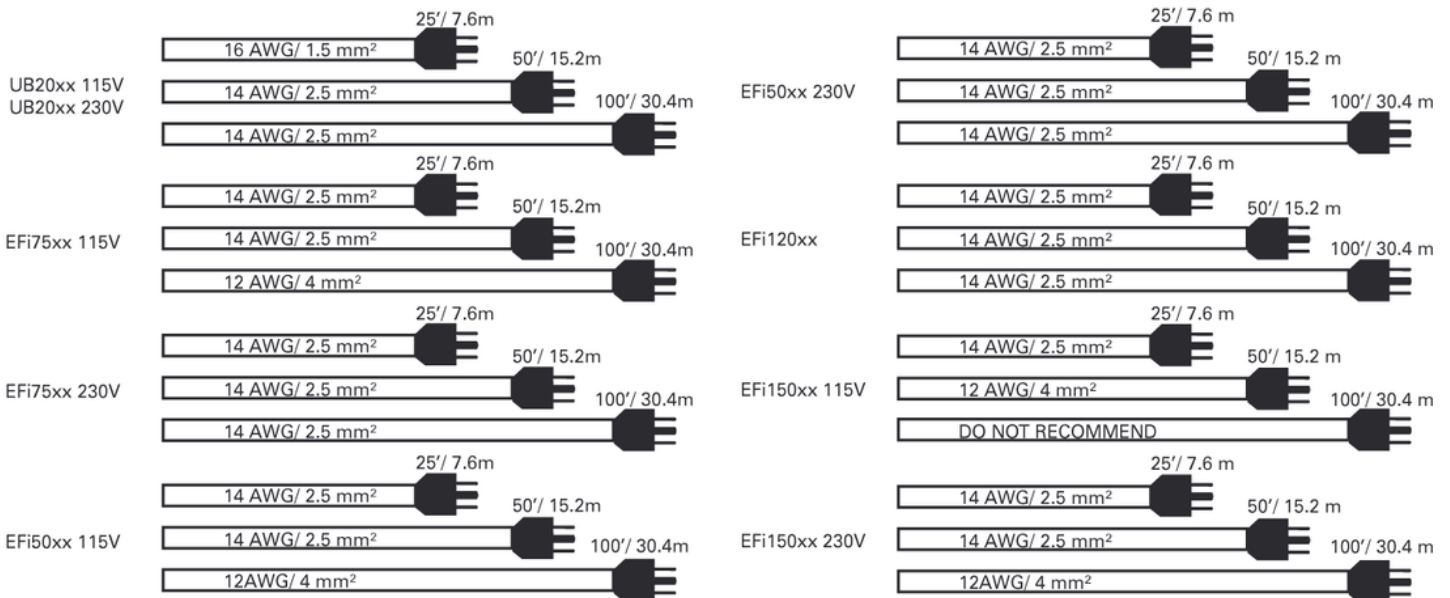 UB20xx 115V
UB20xx 230V
25’/ 7.6m
16 AWG/ 1.5 mm²
50’/ 15.2m
14 AWG/ 2.5 mm²
100’/ 30.4m
14 AWG/ 2.5 mm²
EFi75xx 115V
25’/ 7.6m
14 AWG/ 2.5 mm²
50’/ 15.2m
14 AWG/ 2.5 mm²
100’/ 30.4m
12 AWG/ 4 mm²
EFi75xx 230V
25’/ 7.6m
14 AWG/ 2.5 mm²
50’/ 15.2m
14 AWG/ 2.5 mm²
100’/ 30.4m
14 AWG/ 2.5 mm²
EFi50xx 115V
25’/ 7.6m
14 AWG/ 2.5 mm²
50’/ 15.2m
14 AWG/ 2.5 mm²
100’/ 30.4m
12AWG/ 4 mm²
EFi50xx 230V
25’/ 7.6 m
14 AWG/ 2.5 mm²
50’/ 15.2 m
14 AWG/ 2.5 mm²
100’/ 30.4 m
14 AWG/ 2.5 mm²
EFi120xx
25’/ 7.6 m
14 AWG/ 2.5 mm²
50’/ 15.2 m
14 AWG/ 2.5 mm²
100’/ 30.4 m
14 AWG/ 2.5 mm²
EFi150xx 115V
25’/ 7.6 m
14 AWG/ 2.5 mm²
50’/ 15.2 m
12 AWG/ 4 mm²
100’/ 30.4 m
DO NOT RECOMMEND
EFi150xx 230V
25’/ 7.6 m
14 AWG/ 2.5 mm²
50’/ 15.2 m
14 AWG/ 2.5 mm²
100’/ 30.4 m
12AWG/ 4 mm²